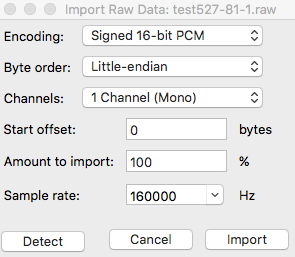 Import Raw Data: test527-81-1.raw
Encoding: Signed 16-bit PCM
Byte order: Little-endian
Channels: 1 Channel (Mono)
Start offset: 0 bytes
Amount to import: 100 %
Sample rate: 160000 Hz
Detect Cancel Import